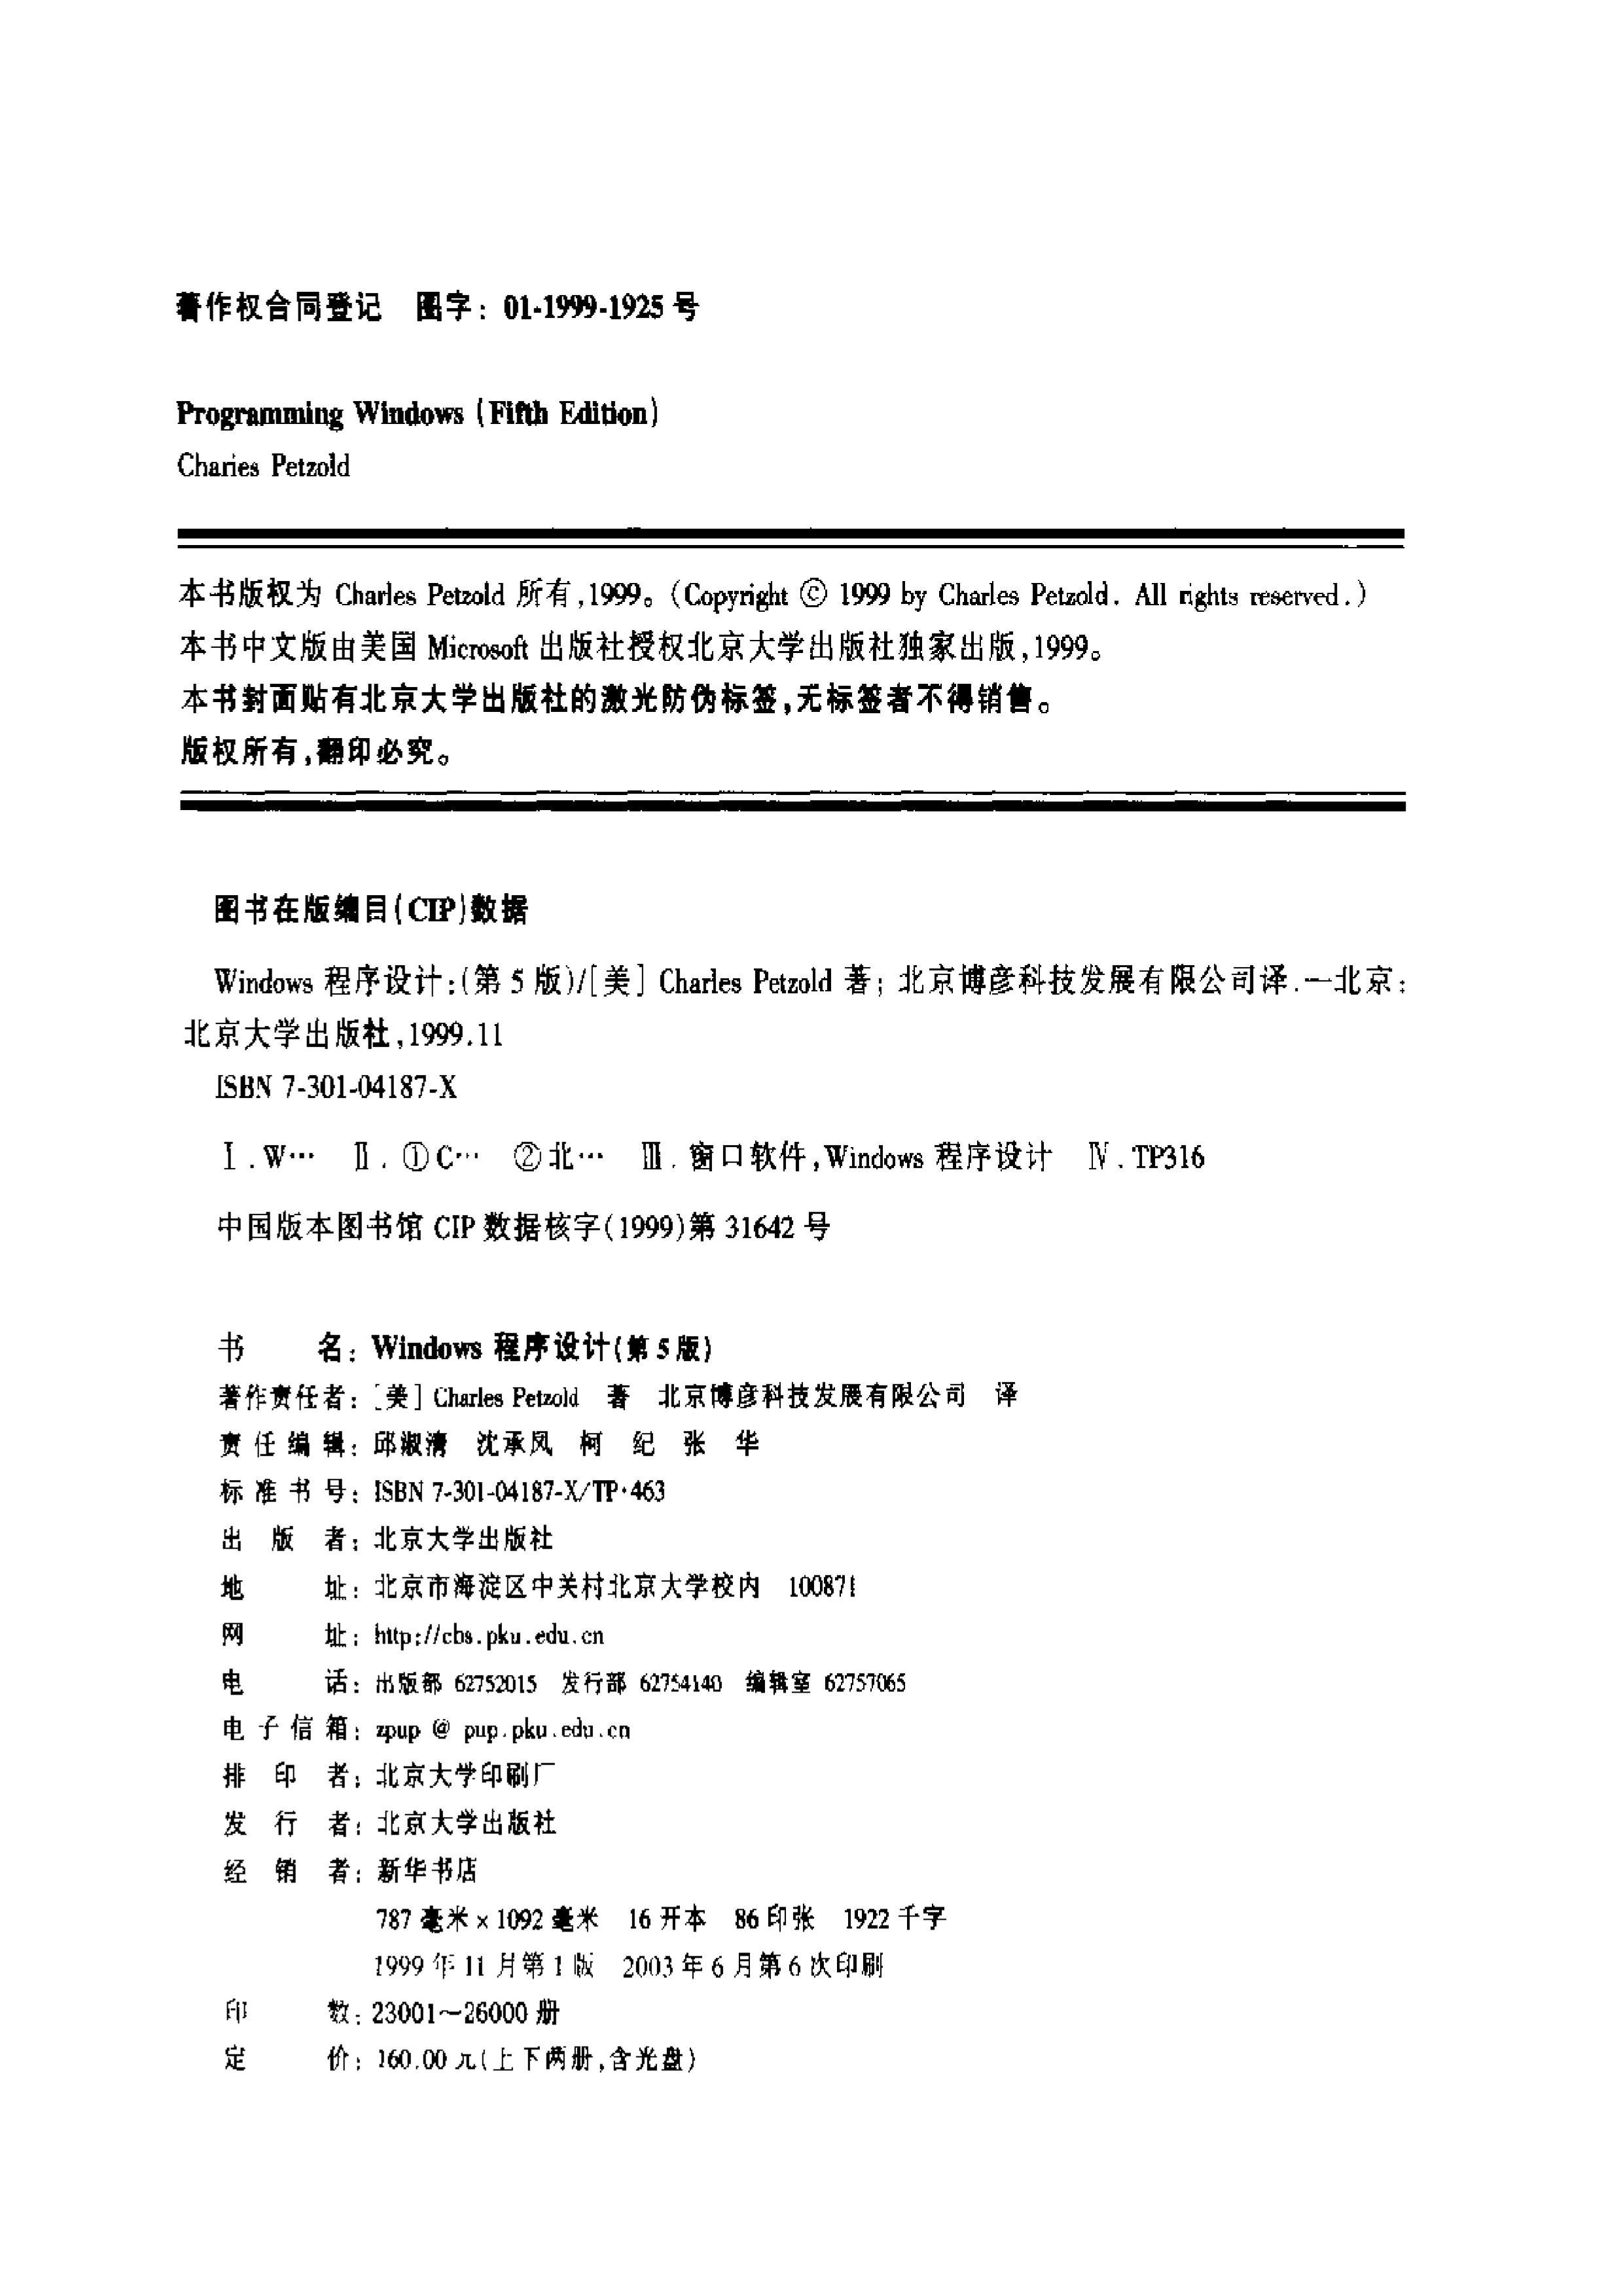 著作权合同登记　图字：01-1999-1925 号
Programming Windows (Fifth Edition)
Charles Petzold
本书版权为 Charles Petzold 所有,1999。(Copyright © 1999 by Charles Petzold. All rights reserved.)
本书中文版由美国 Microsoft 出版社授权北京大学出版社独家出版,1999。
本书封面贴有北京大学出版社的激光防伪标签,无标签者不得销售。
版权所有,翻印必究。
图书在版编目(CIP)数据
Windows 程序设计:(第 5 版)/[美] Charles Petzold 著; 北京博彦科技发展有限公司译.—北京:
北京大学出版社,1999.11
ISBN 7-301-04187-X
Ⅰ.W…　Ⅱ.①C…　②北…　Ⅲ.窗口软件,Windows 程序设计　Ⅳ.TP316
中国版本图书馆 CIP 数据核字(1999)第 31642 号
书　　名：Windows 程序设计(第 5 版)
著作责任者：[美] Charles Petzold　著　北京博彦科技发展有限公司　译
责任编辑：邱淑清　沈承凤　柯　纪　张　华
标准书号：ISBN 7-301-04187-X/TP·463
出 版 者：北京大学出版社
地　　址：北京市海淀区中关村北京大学校内　100871
网　　址：http://cbs.pku.edu.cn
电　　话：出版部 62752015　发行部 62754140　编辑室 62757065
电子信箱：zpup @ pup.pku.edu.cn
排 印 者：北京大学印刷厂
发 行 者：北京大学出版社
经 销 者：新华书店
787 毫米×1092 毫米　16 开本　86 印张　1922 千字
1999 年 11 月第 1 版　2003 年 6 月第 6 次印刷
印　　数：23001～26000 册
定　　价：160.00 元(上下两册,含光盘)